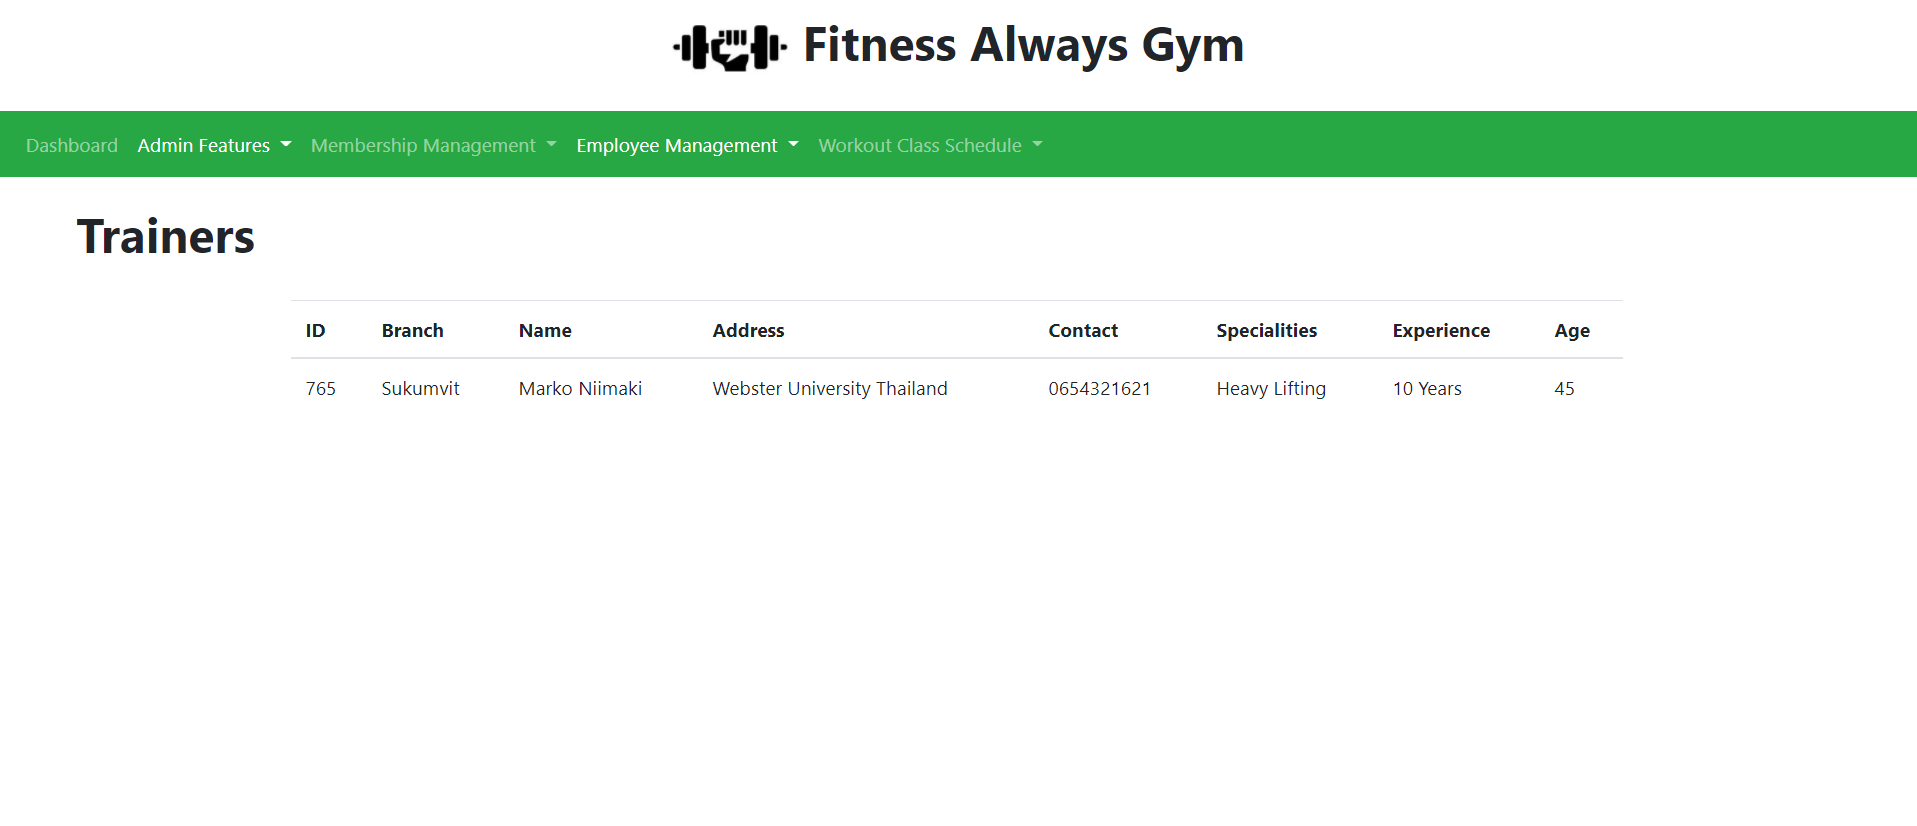 Fitness Always Gym
Dashboard Admin Features Membership Management Employee Management Workout Class Schedule
Trainers
ID Branch Name Address Contact Specialities Experience Age
765 Sukumvit Marko Niimaki Webster University Thailand 0654321621 Heavy Lifting 10 Years 45